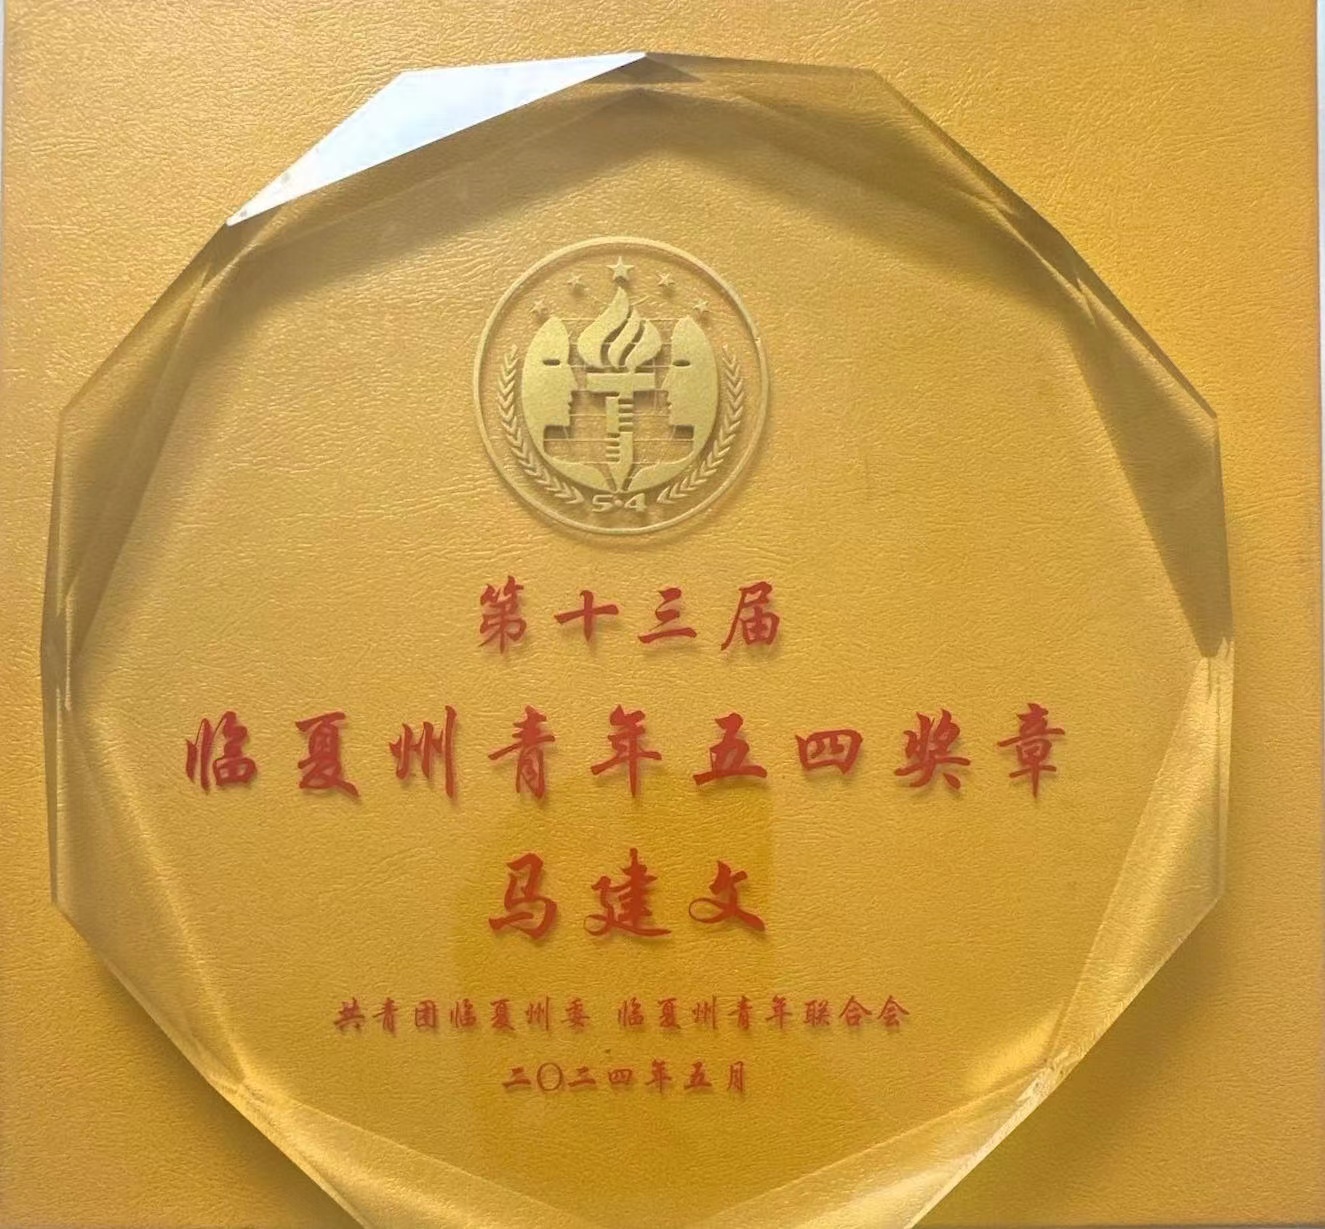 5·4
第十三届
临夏州青年五四奖章
马建文
共青团临夏州委 临夏州青年联合会
二〇二四年五月